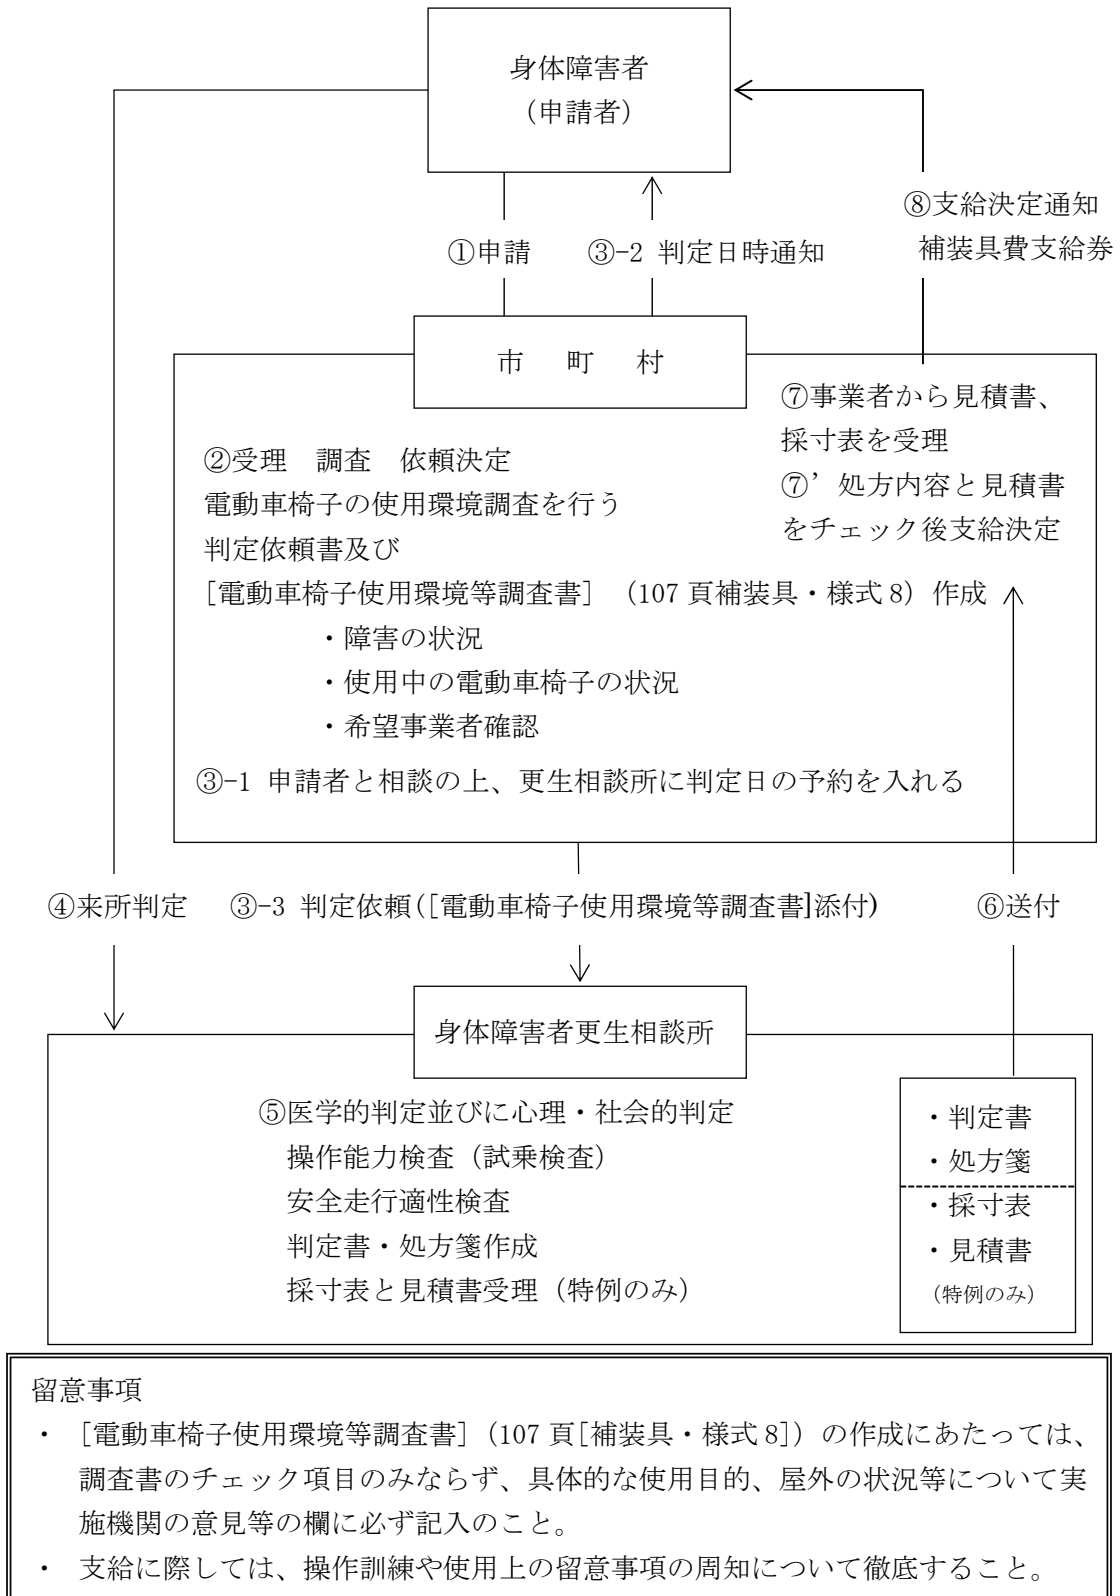 身体障害者
（申請者）
⑧支給決定通知
補装具費支給券
①申請
③-2 判定日時通知
市　町　村
⑦事業者から見積書、
採寸表を受理
⑦’処方内容と見積書
をチェック後支給決定
②受理　調査　依頼決定
電動車椅子の使用環境調査を行う
判定依頼書及び
[電動車椅子使用環境等調査書]（107 頁補装具・様式 8）作成
・障害の状況
・使用中の電動車椅子の状況
・希望事業者確認
③-1 申請者と相談の上、更生相談所に判定日の予約を入れる
④来所判定
③-3 判定依頼([電動車椅子使用環境等調査書]添付)
⑥送付
身体障害者更生相談所
⑤医学的判定並びに心理・社会的判定
操作能力検査（試乗検査）
安全走行適性検査
判定書・処方箋作成
採寸表と見積書受理（特例のみ）
・判定書
・処方箋
・採寸表
・見積書
（特例のみ）
留意事項
・ [電動車椅子使用環境等調査書]（107 頁[補装具・様式 8]）の作成にあたっては、
調査書のチェック項目のみならず、具体的な使用目的、屋外の状況等について実
施機関の意見等の欄に必ず記入のこと。
・ 支給に際しては、操作訓練や使用上の留意事項の周知について徹底すること。